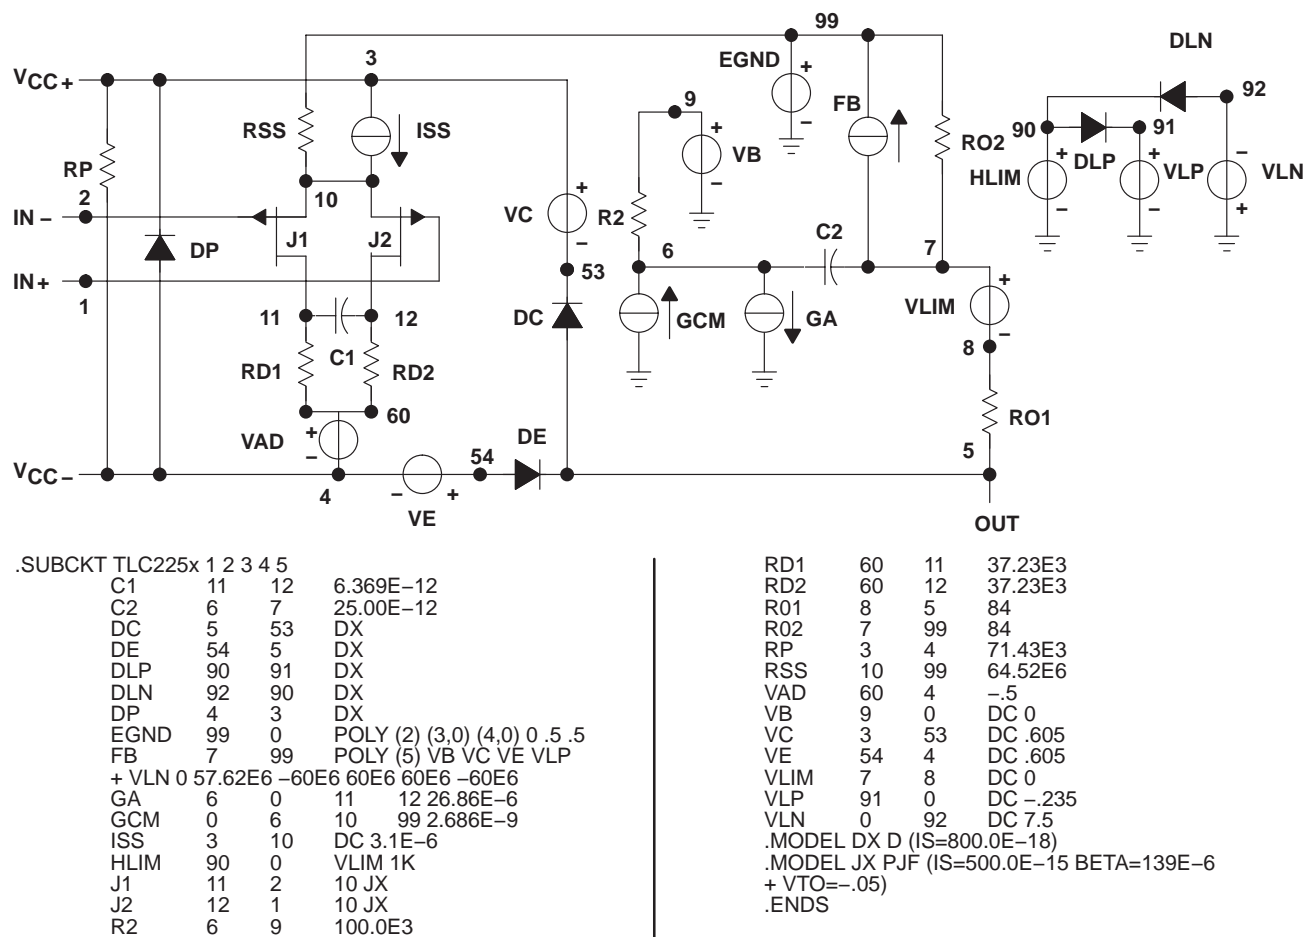 99
DLN
3
VCC+
EGND
+
9
FB
92
RSS
ISS
+
90
91
RO2
VB
DLP
RP
10
HLIM
+
+
VLP
VLN
2
IN −
VC
+
R2
C2
J1
J2
DP
6
7
IN+
53
1
VLIM
+
11
12
DC
GCM
GA
8
C1
RD1
RD2
RO1
60
VAD
+
DE
5
54
VCC −
4
−
+
VE
OUT
.SUBCKT TLC225x 1 2 3 4 5
C1 11 12 6.369E−12
C2 6 7 25.00E−12
DC 5 53 DX
DE 54 5 DX
DLP 90 91 DX
DLN 92 90 DX
DP 4 3 DX
EGND 99 0 POLY (2) (3,0) (4,0) 0 .5 .5
FB 7 99 POLY (5) VB VC VE VLP
+ VLN 0 57.62E6 −60E6 60E6 60E6 −60E6
GA 6 0 11 12 26.86E−6
GCM 0 6 10 99 2.686E−9
ISS 3 10 DC 3.1E−6
HLIM 90 0 VLIM 1K
J1 11 2 10 JX
J2 12 1 10 JX
R2 6 9 100.0E3
RD1 60 11 37.23E3
RD2 60 12 37.23E3
R01 8 5 84
R02 7 99 84
RP 3 4 71.43E3
RSS 10 99 64.52E6
VAD 60 4 −.5
VB 9 0 DC 0
VC 3 53 DC .605
VE 54 4 DC .605
VLIM 7 8 DC 0
VLP 91 0 DC −.235
VLN 0 92 DC 7.5
.MODEL DX D (IS=800.0E−18)
.MODEL JX PJF (IS=500.0E−15 BETA=139E−6
+ VTO=−.05)
.ENDS